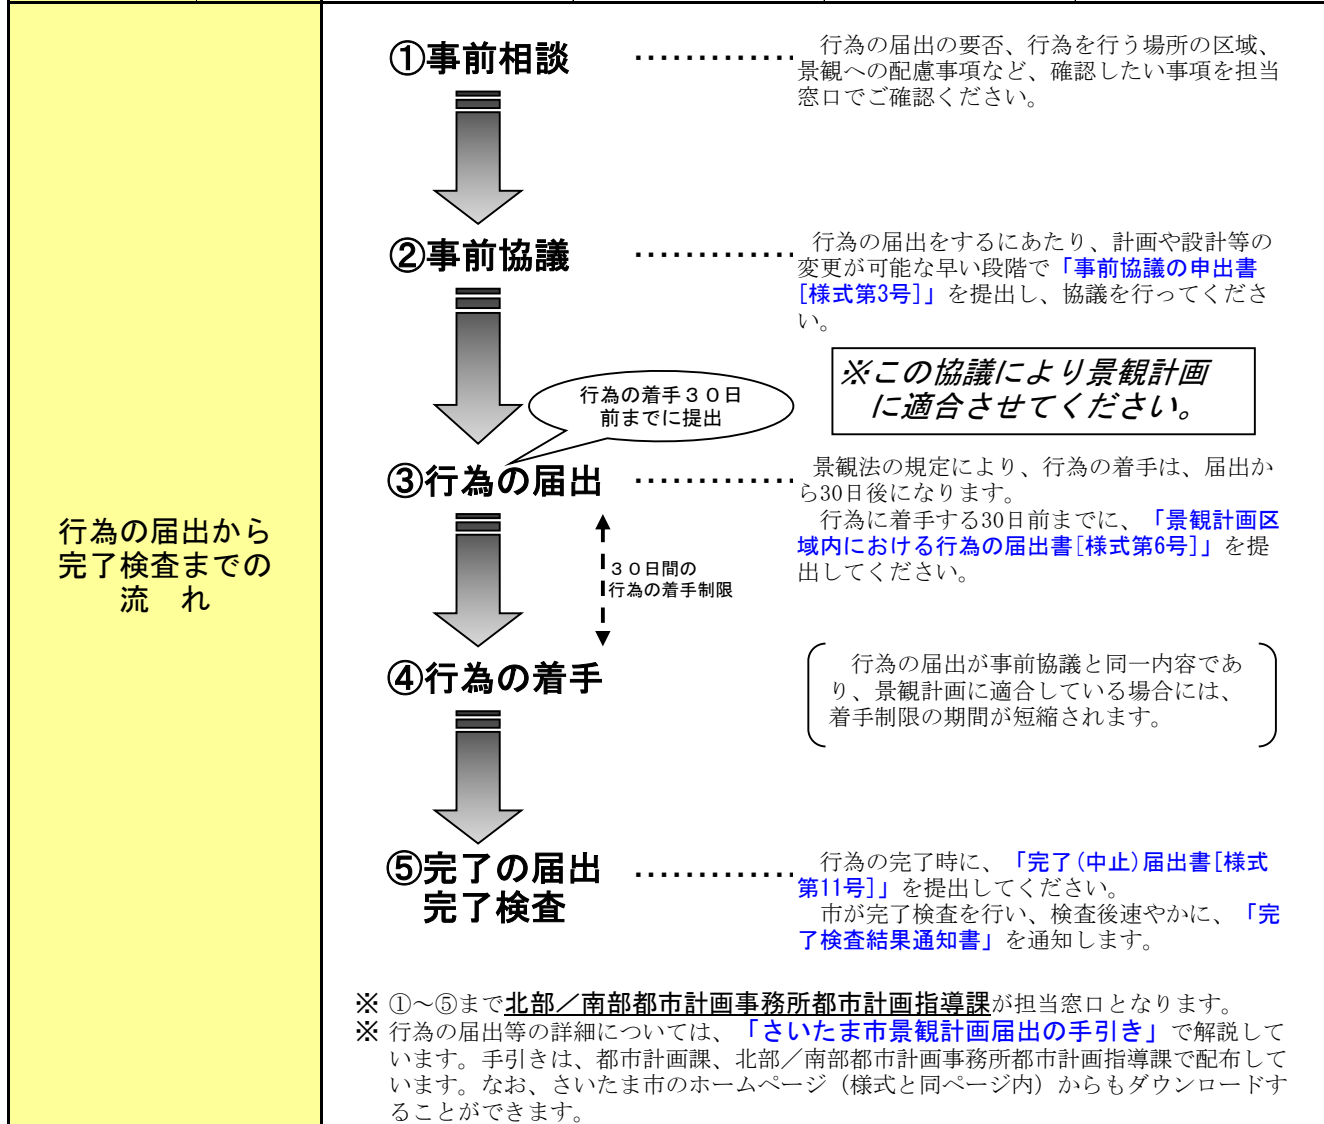 行為の届出から
完了検査までの
流　れ
①事前相談 ‥‥‥‥‥‥‥
行為の届出の要否、行為を行う場所の区域、
景観への配慮事項など、確認したい事項を担当
窓口でご確認ください。
②事前協議 ‥‥‥‥‥‥‥
行為の届出をするにあたり、計画や設計等の
変更が可能な早い段階で「事前協議の申出書
[様式第3号]」を提出し、協議を行ってくださ
い。
※この協議により景観計画
に適合させてください。
行為の着手３０日
前までに提出
③行為の届出 ‥‥‥‥‥‥‥
景観法の規定により、行為の着手は、届出か
ら30日後になります。
行為に着手する30日前までに、「景観計画区
域内における行為の届出書[様式第6号]」を提
出してください。
３０日間の
行為の着手制限
④行為の着手
行為の届出が事前協議と同一内容であ
り、景観計画に適合している場合には、
着手制限の期間が短縮されます。
⑤完了の届出 ‥‥‥‥‥‥‥
完了検査
行為の完了時に、「完了(中止)届出書[様式
第11号]」を提出してください。
市が完了検査を行い、検査後速やかに、「完
了検査結果通知書」を通知します。
※ ①～⑤まで北部／南部都市計画事務所都市計画指導課が担当窓口となります。
※ 行為の届出等の詳細については、「さいたま市景観計画届出の手引き」で解説して
います。手引きは、都市計画課、北部／南部都市計画事務所都市計画指導課で配布して
います。なお、さいたま市のホームページ（様式と同ページ内）からもダウンロードす
ることができます。